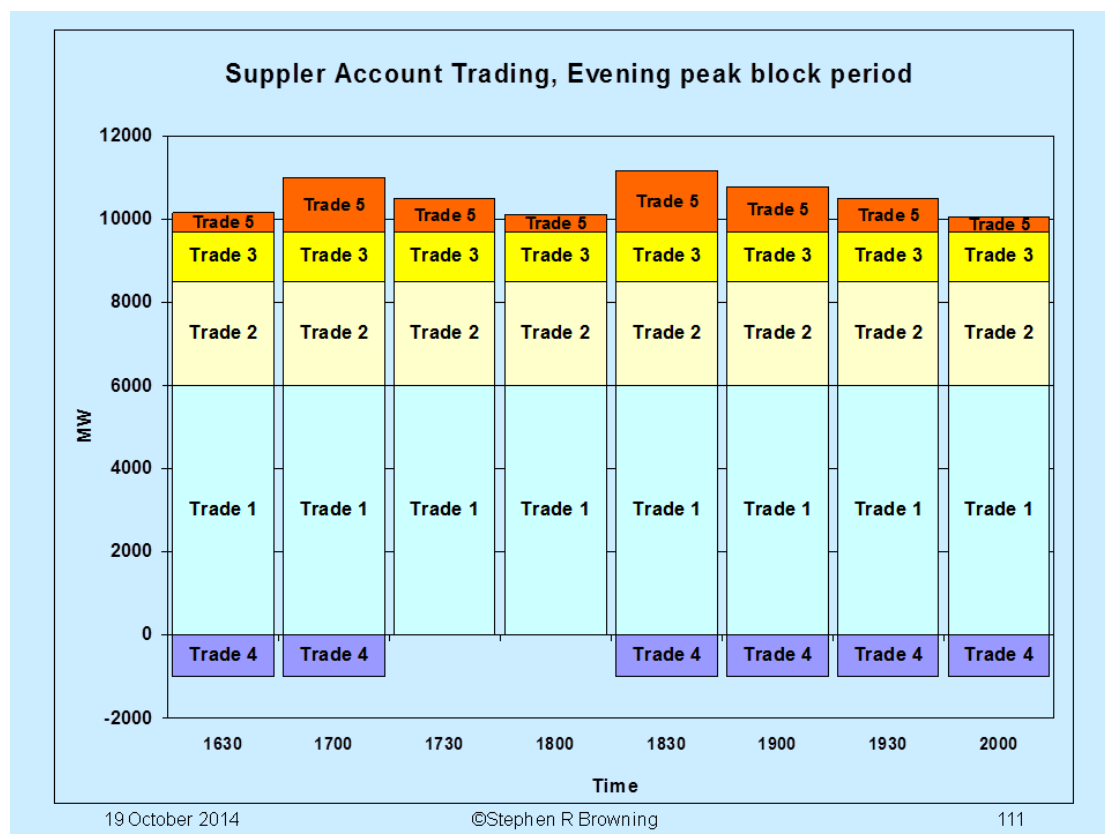 Suppler Account Trading, Evening peak block period
12000
10000
8000
6000
4000
2000
0
-2000
MW
Trade 5 Trade 5 Trade 5 Trade 5 Trade 5 Trade 5 Trade 5 Trade 5
Trade 3 Trade 3 Trade 3 Trade 3 Trade 3 Trade 3 Trade 3 Trade 3
Trade 2 Trade 2 Trade 2 Trade 2 Trade 2 Trade 2 Trade 2 Trade 2
Trade 1 Trade 1 Trade 1 Trade 1 Trade 1 Trade 1 Trade 1 Trade 1
Trade 4 Trade 4 Trade 4 Trade 4 Trade 4 Trade 4
1630 1700 1730 1800 1830 1900 1930 2000
Time
19 October 2014 ©Stephen R Browning 111